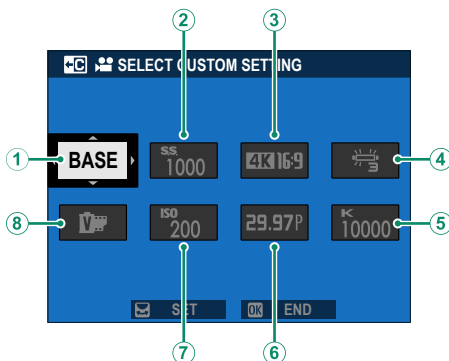 2 3
C SELECT CUSTOM SETTING
1 BASE S.S. 1000 4K 16:9 3 4
8 V ISO 200 29.97P K 10000 5
SET OK END
7 6